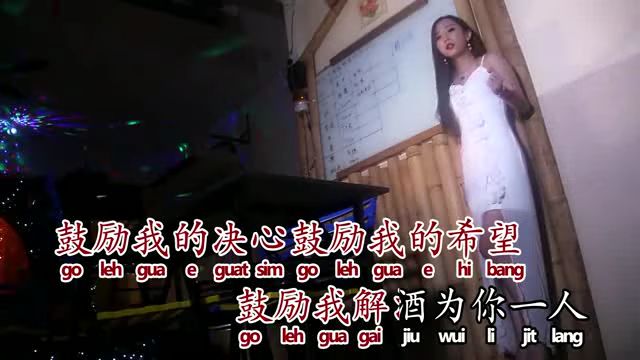 鼓励我的决心鼓励我的希望
go leh gua e guat sim go leh gua e hi bang
鼓励我解酒为你一人
go leh gua gai jiu wui li jit lang